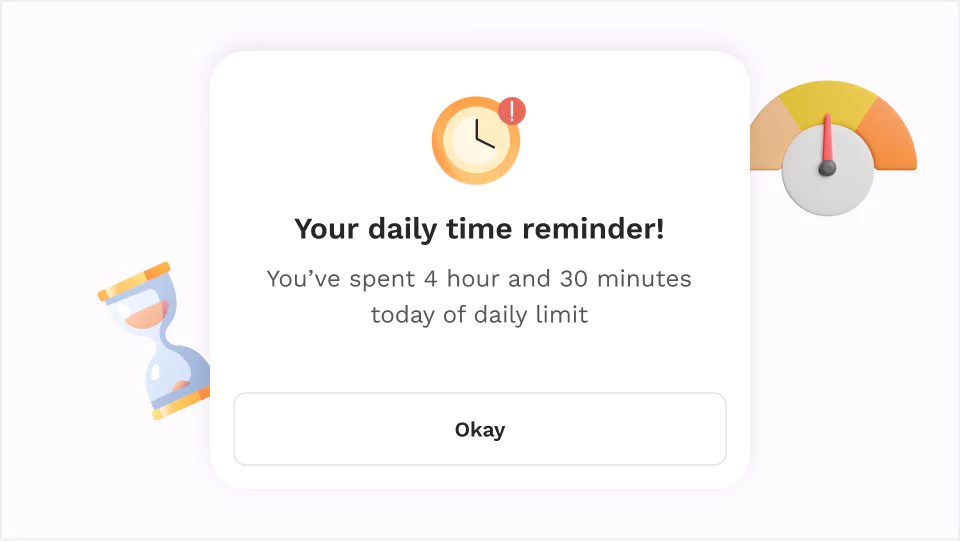 Your daily time reminder!
You’ve spent 4 hour and 30 minutes
today of daily limit
Okay